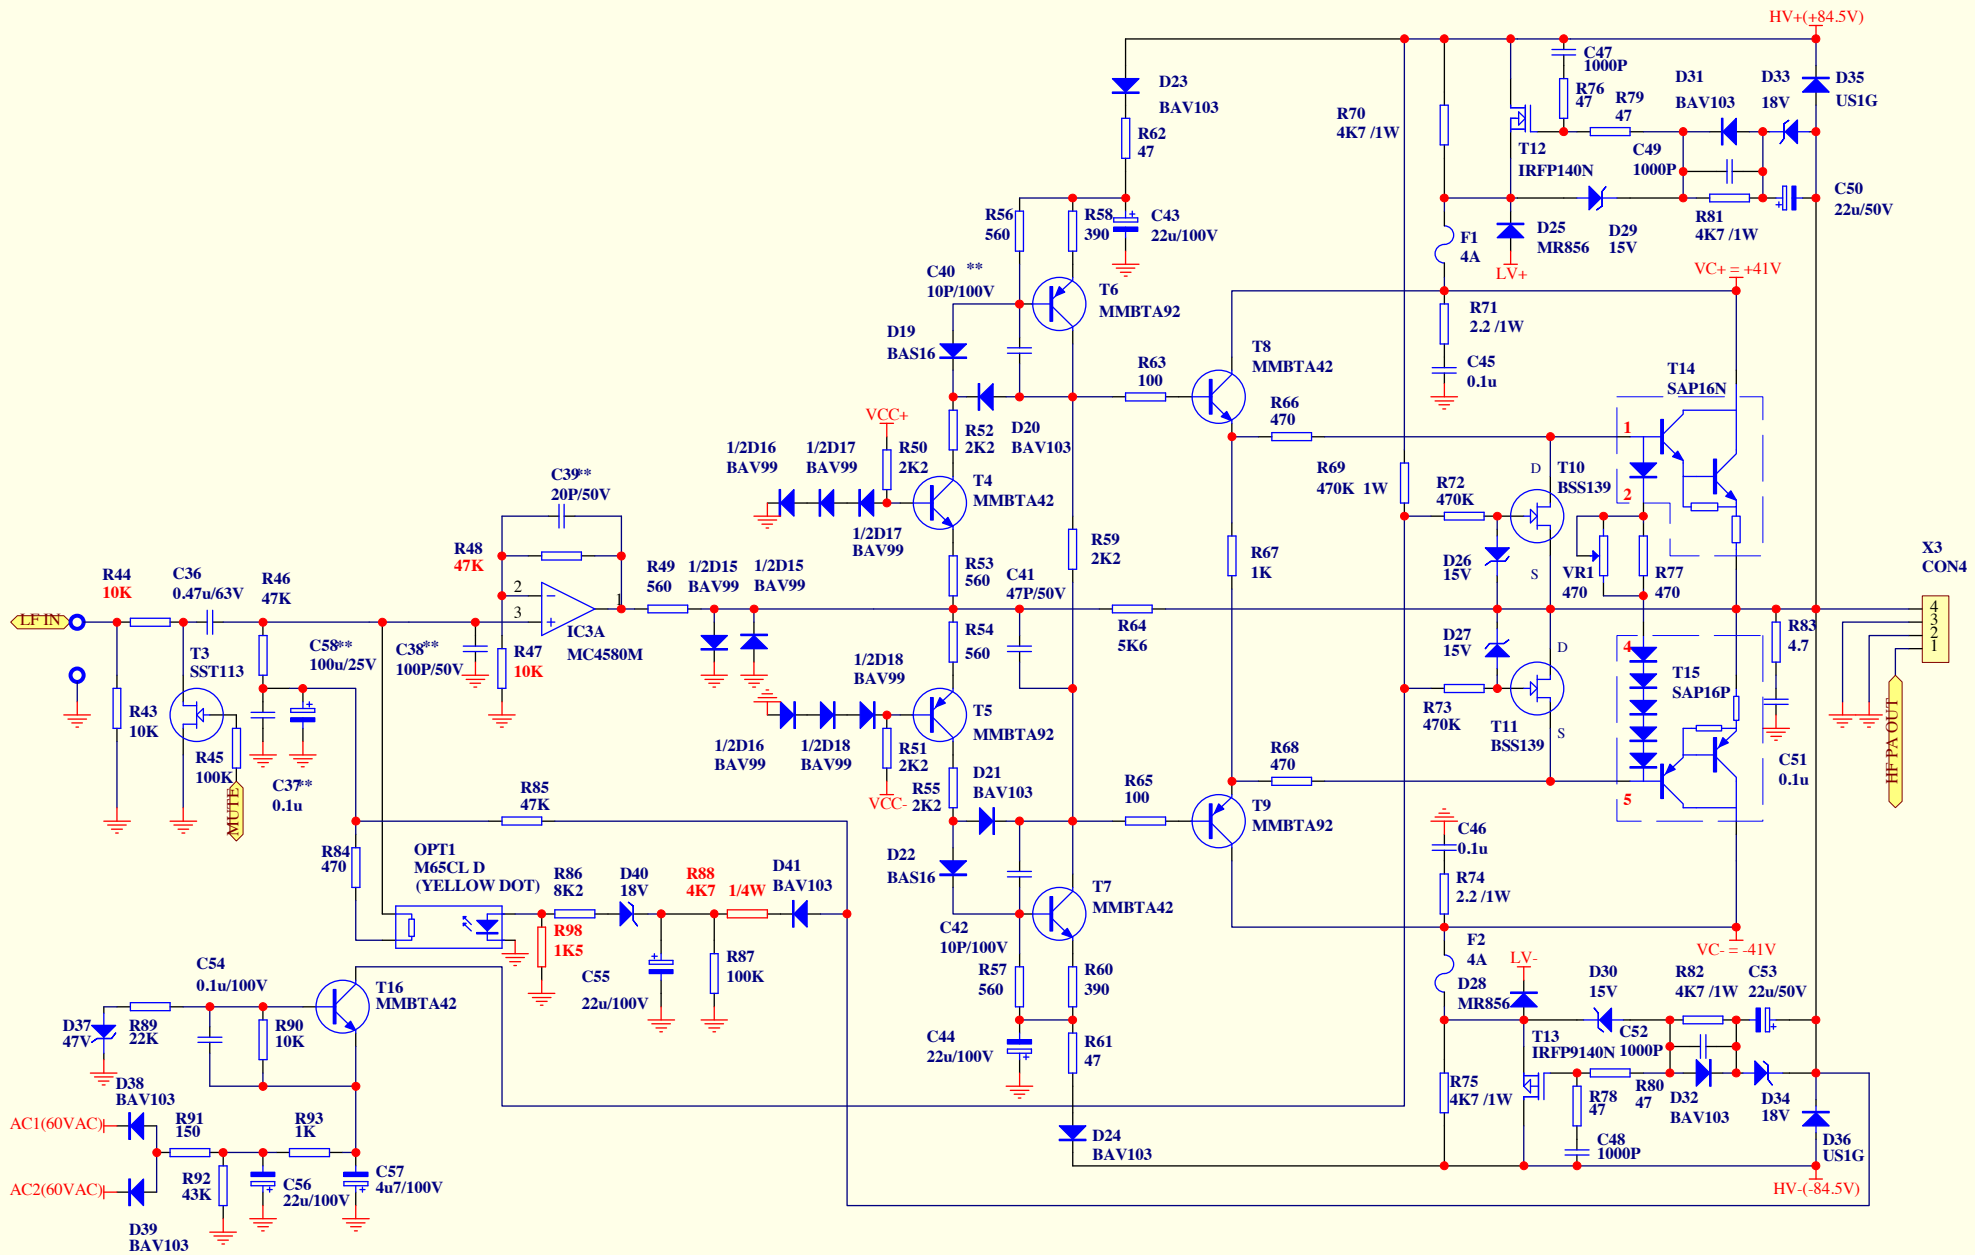 HV+(+84.5V)
C47
1000P
D23
BAV103
R76
47
R79
47
D31
BAV103
D33
18V
D35
US1G
R70
4K7 /1W
R62
47
T12
IRFP140N
C49
1000P
C50
22u/50V
R56
560
R58
390
C43
22u/100V
F1
4A
D25
MR856
D29
15V
R81
4K7 /1W
LV+
VC+ = +41V
C40 **
10P/100V
T6
MMBTA92
R71
2.2 /1W
D19
BAS16
T8
MMBTA42
C45
0.1u
R63
100
T14
SAP16N
VCC+
R66
470
1
1/2D16
BAV99
1/2D17
BAV99
R50
2K2
R52
2K2
D20
BAV103
R69
470K 1W
D
T10
BSS139
C39**
20P/50V
T4
MMBTA42
R72
470K
2
1/2D17
BAV99
R59
2K2
R48
47K
R49
560
1/2D15
BAV99
1/2D15
BAV99
R53
560
R67
1K
D26
15V
S
VR1
470
R77
470
X3
CON4
R44
10K
C36
0.47u/63V
R46
47K
2
3
1
C41
47P/50V
4
3
2
1
LF IN
IC3A
MC4580M
R64
5K6
R83
4.7
T3
SST113
C58**
100u/25V
C38**
100P/50V
R47
10K
R54
560
D27
15V
D
4
T15
SAP16P
1/2D18
BAV99
R43
10K
R45
100K
T5
MMBTA92
R73
470K
T11
BSS139
S
HF PA OUT
1/2D16
BAV99
1/2D18
BAV99
R51
2K2
R68
470
C51
0.1u
MUTE
C37**
0.1u
R85
47K
VCC-
R55
2K2
D21
BAV103
R65
100
T9
MMBTA92
5
C46
0.1u
R84
470
OPT1
M65CL D
(YELLOW DOT)
R86
8K2
D40
18V
R88
4K7
1/4W
D41
BAV103
D22
BAS16
R74
2.2 /1W
T7
MMBTA42
R98
1K5
C42
10P/100V
F2
4A
VC- = -41V
LV-
C54
0.1u/100V
C55
22u/100V
R87
100K
R57
560
R60
390
D28
MR856
D30
15V
R82
4K7 /1W
C53
22u/50V
T16
MMBTA42
D37
47V
R89
22K
R90
10K
C44
22u/100V
R61
47
T13
IRFP9140N
C52
1000P
D38
BAV103
R75
4K7 /1W
R78
47
R80
47
D32
BAV103
D34
18V
AC1(60VAC)
R91
150
R93
1K
D24
BAV103
C48
1000P
D36
US1G
AC2(60VAC)
R92
43K
C56
22u/100V
C57
4u7/100V
HV-(-84.5V)
D39
BAV103